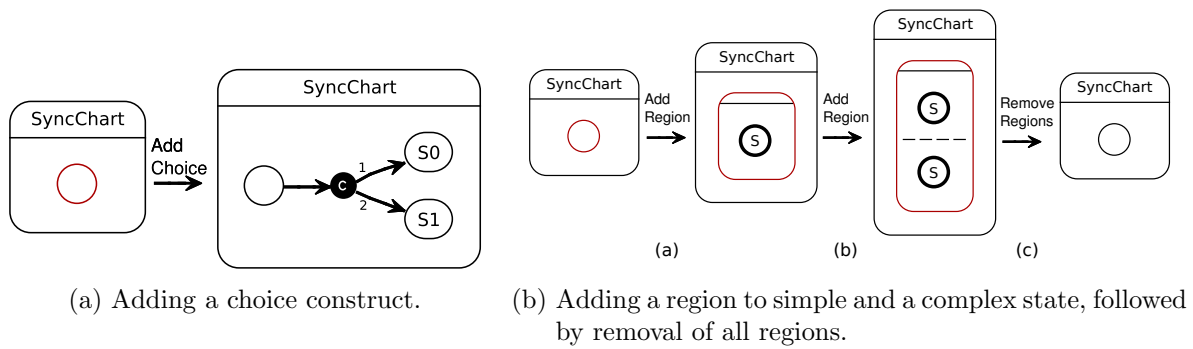 SyncChart
Add
Choice
SyncChart
C
1
2
S0
S1
(a) Adding a choice construct.
SyncChart
Add
Region
SyncChart
S
Add
Region
SyncChart
S
S
Remove
Regions
SyncChart
(a)
(b)
(c)
(b) Adding a region to simple and a complex state, followed
by removal of all regions.